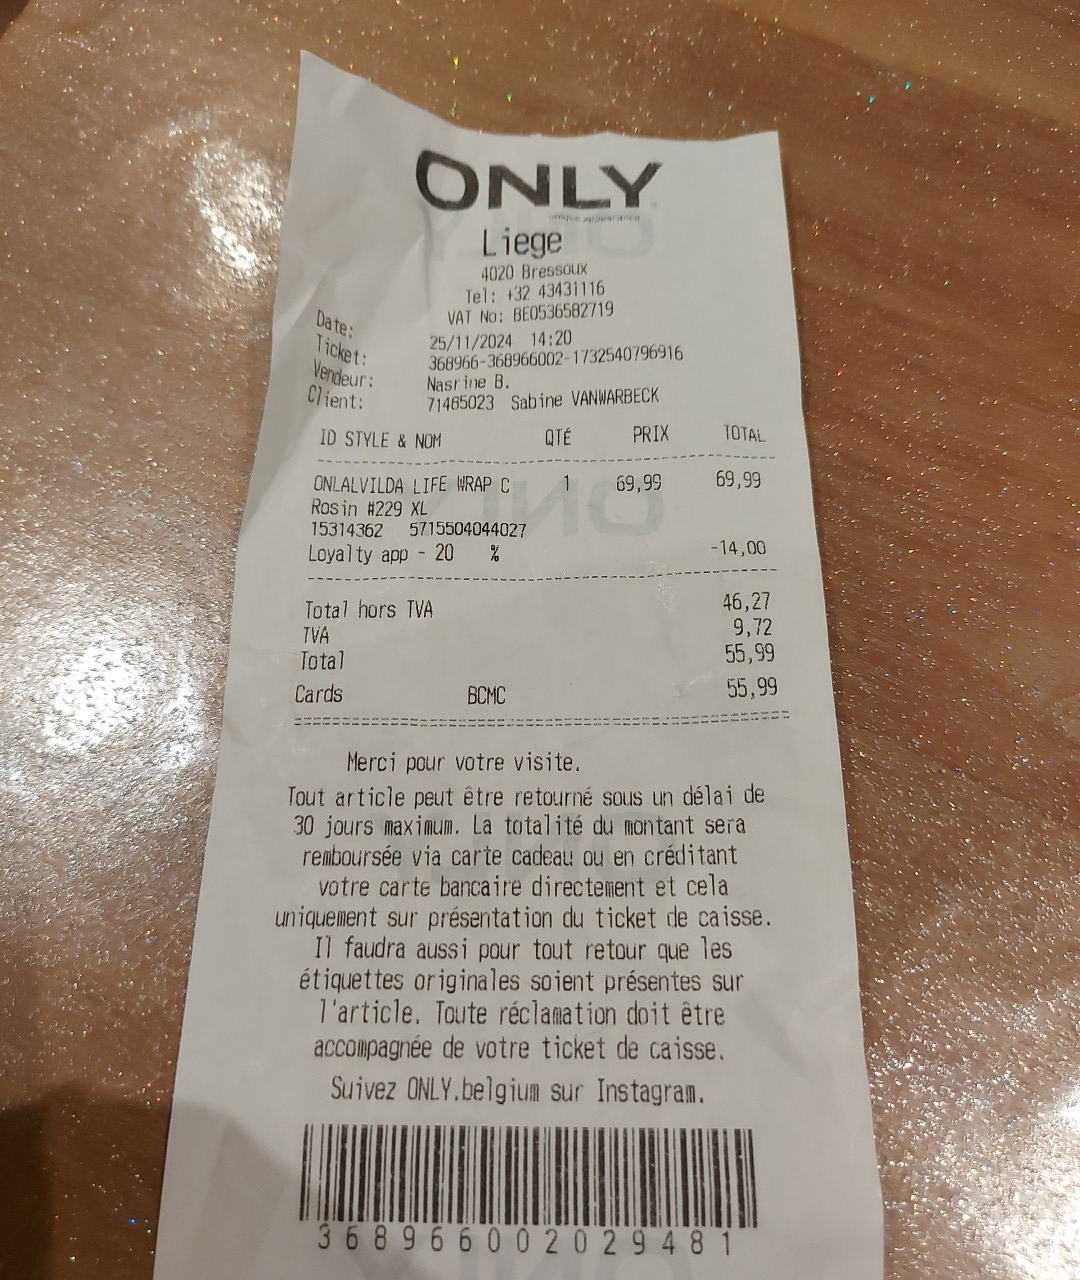 ONLY
Liege
4020 Bressoux
Tel: +32 43431116
VAT No: BE0536582719
Date: 25/11/2024 14:20
Ticket: 368966-368966002-1732540796916
Vendeur: Nasrine B.
Client: 71465023 Sabine VANWARBECK
ID STYLE & NOM QTÉ PRIX TOTAL
ONLALVILDA LIFE WRAP C 1 69,99 69,99
Rosin #229 XL
15314362 5715504044027
Loyalty app - 20 % -14,00
Total hors TVA 46,27
TVA 9,72
Total 55,99
Cards BCMC 55,99
Merci pour votre visite.
Tout article peut être retourné sous un délai de
30 jours maximum. La totalité du montant sera
remboursée via carte cadeau ou en créditant
votre carte bancaire directement et cela
uniquement sur présentation du ticket de caisse.
Il faudra aussi pour tout retour que les
étiquettes originales soient présentes sur
l'article. Toute réclamation doit être
accompagnée de votre ticket de caisse.
Suivez ONLY.belgium sur Instagram.
368966002029481